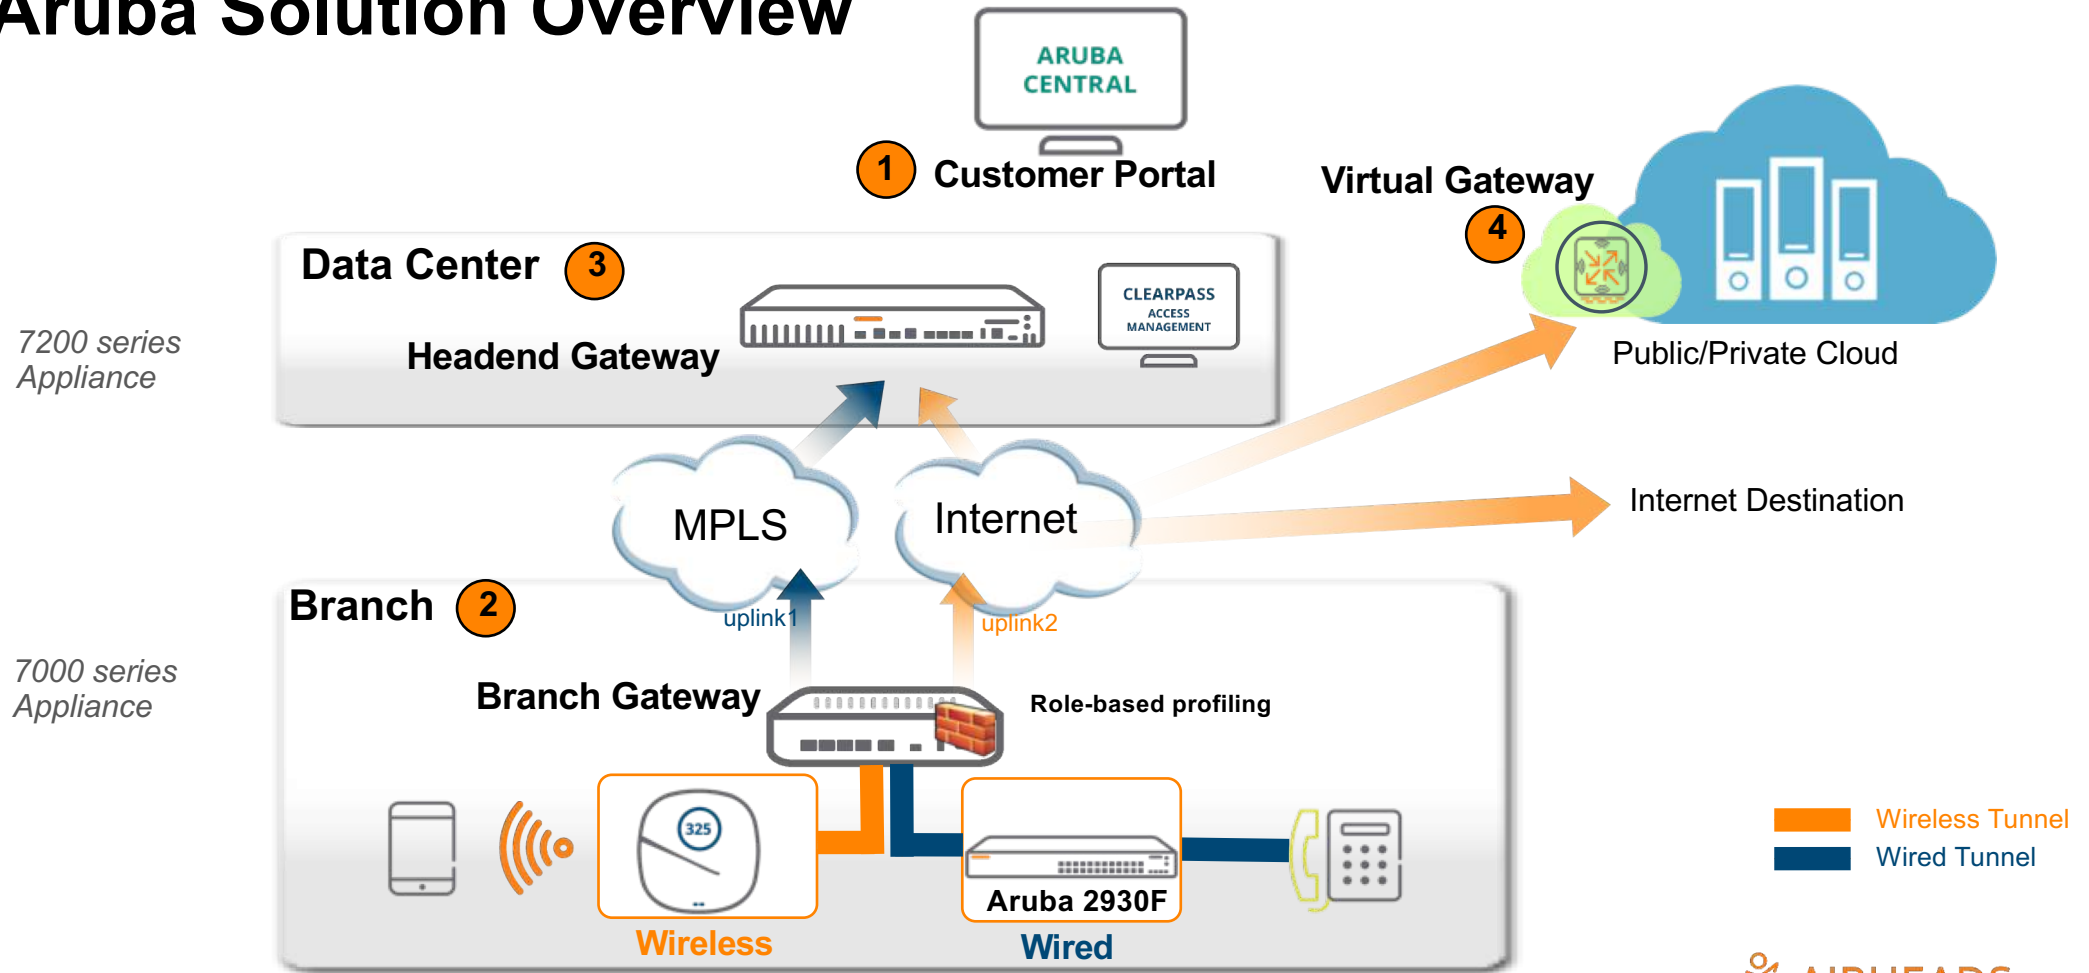 Aruba Solution Overview
ARUBA
CENTRAL
1
Customer Portal
Virtual Gateway
4
Data Center
3
CLEARPASS
ACCESS
MANAGEMENT
7200 series
Appliance
Headend Gateway
Public/Private Cloud
MPLS
Internet
Internet Destination
Branch
2
uplink1
uplink2
7000 series
Appliance
Branch Gateway
Role-based profiling
325
Aruba 2930F
Wireless
Wired
Wireless Tunnel
Wired Tunnel
AIRHEADS